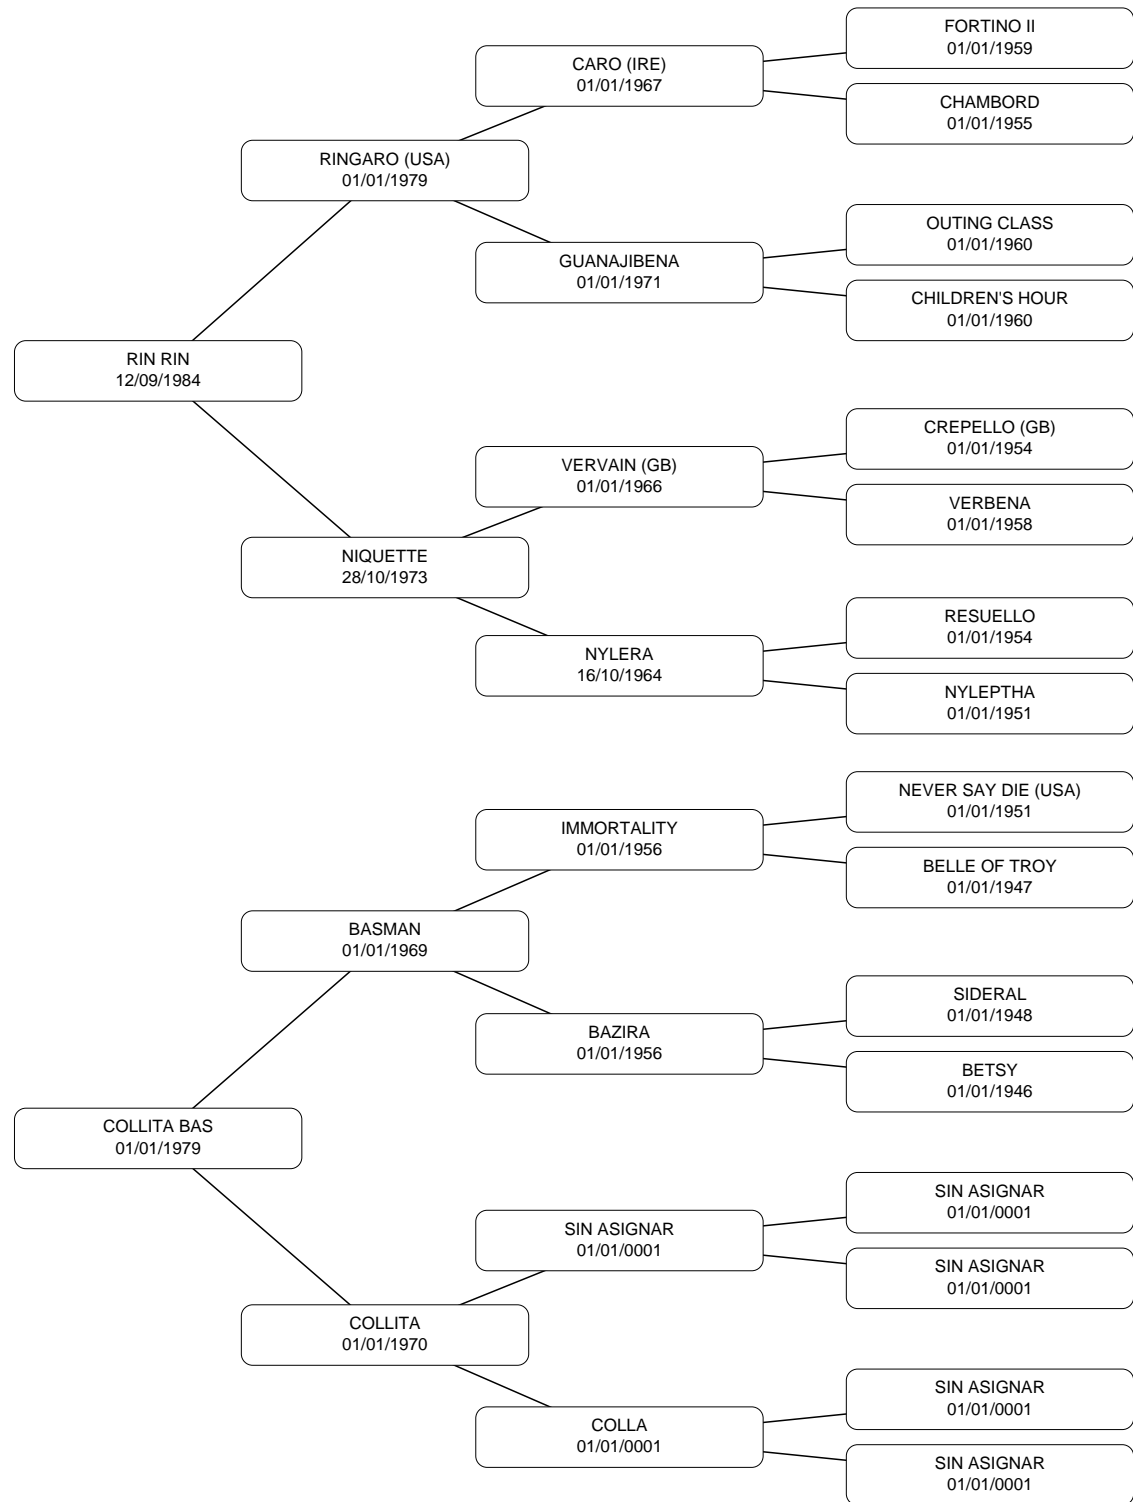 FORTINO II
01/01/1959
CARO (IRE)
01/01/1967
CHAMBORD
01/01/1955
RINGARO (USA)
01/01/1979
OUTING CLASS
01/01/1960
GUANAJIBENA
01/01/1971
CHILDREN'S HOUR
01/01/1960
RIN RIN
12/09/1984
CREPELLO (GB)
01/01/1954
VERVAIN (GB)
01/01/1966
VERBENA
01/01/1958
NIQUETTE
28/10/1973
RESUELLO
01/01/1954
NYLERA
16/10/1964
NYLEPTHA
01/01/1951
NEVER SAY DIE (USA)
01/01/1951
IMMORTALITY
01/01/1956
BELLE OF TROY
01/01/1947
BASMAN
01/01/1969
SIDERAL
01/01/1948
BAZIRA
01/01/1956
BETSY
01/01/1946
COLLITA BAS
01/01/1979
SIN ASIGNAR
01/01/0001
SIN ASIGNAR
01/01/0001
SIN ASIGNAR
01/01/0001
COLLITA
01/01/1970
SIN ASIGNAR
01/01/0001
COLLA
01/01/0001
SIN ASIGNAR
01/01/0001